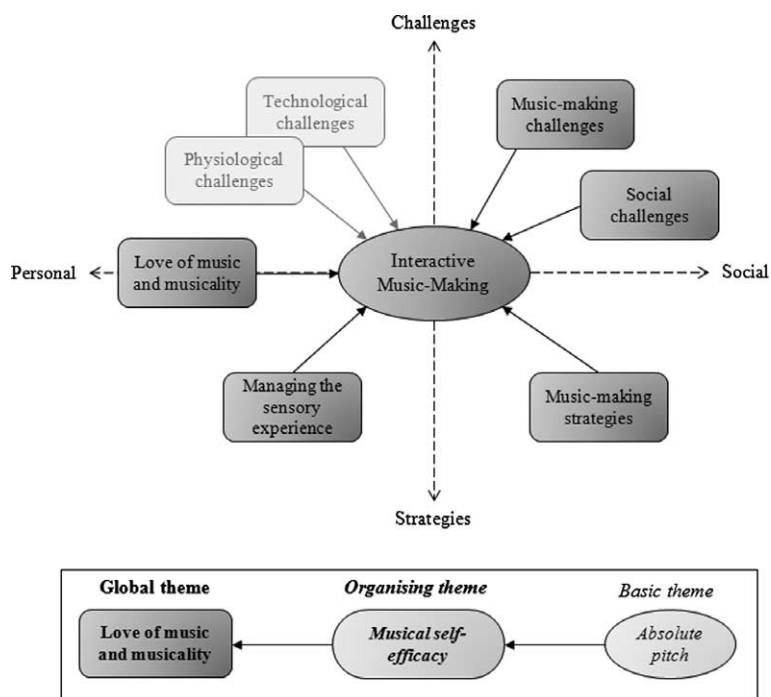 Challenges
Technological
challenges
Music-making
challenges
Physiological
challenges
Social
challenges
Personal
Love of music
and musicality
Interactive
Music-Making
Social
Managing the
sensory
experience
Music-making
strategies
Strategies
Global theme
Organising theme
Basic theme
Love of music
and musicality
Musical self-
efficacy
Absolute
pitch